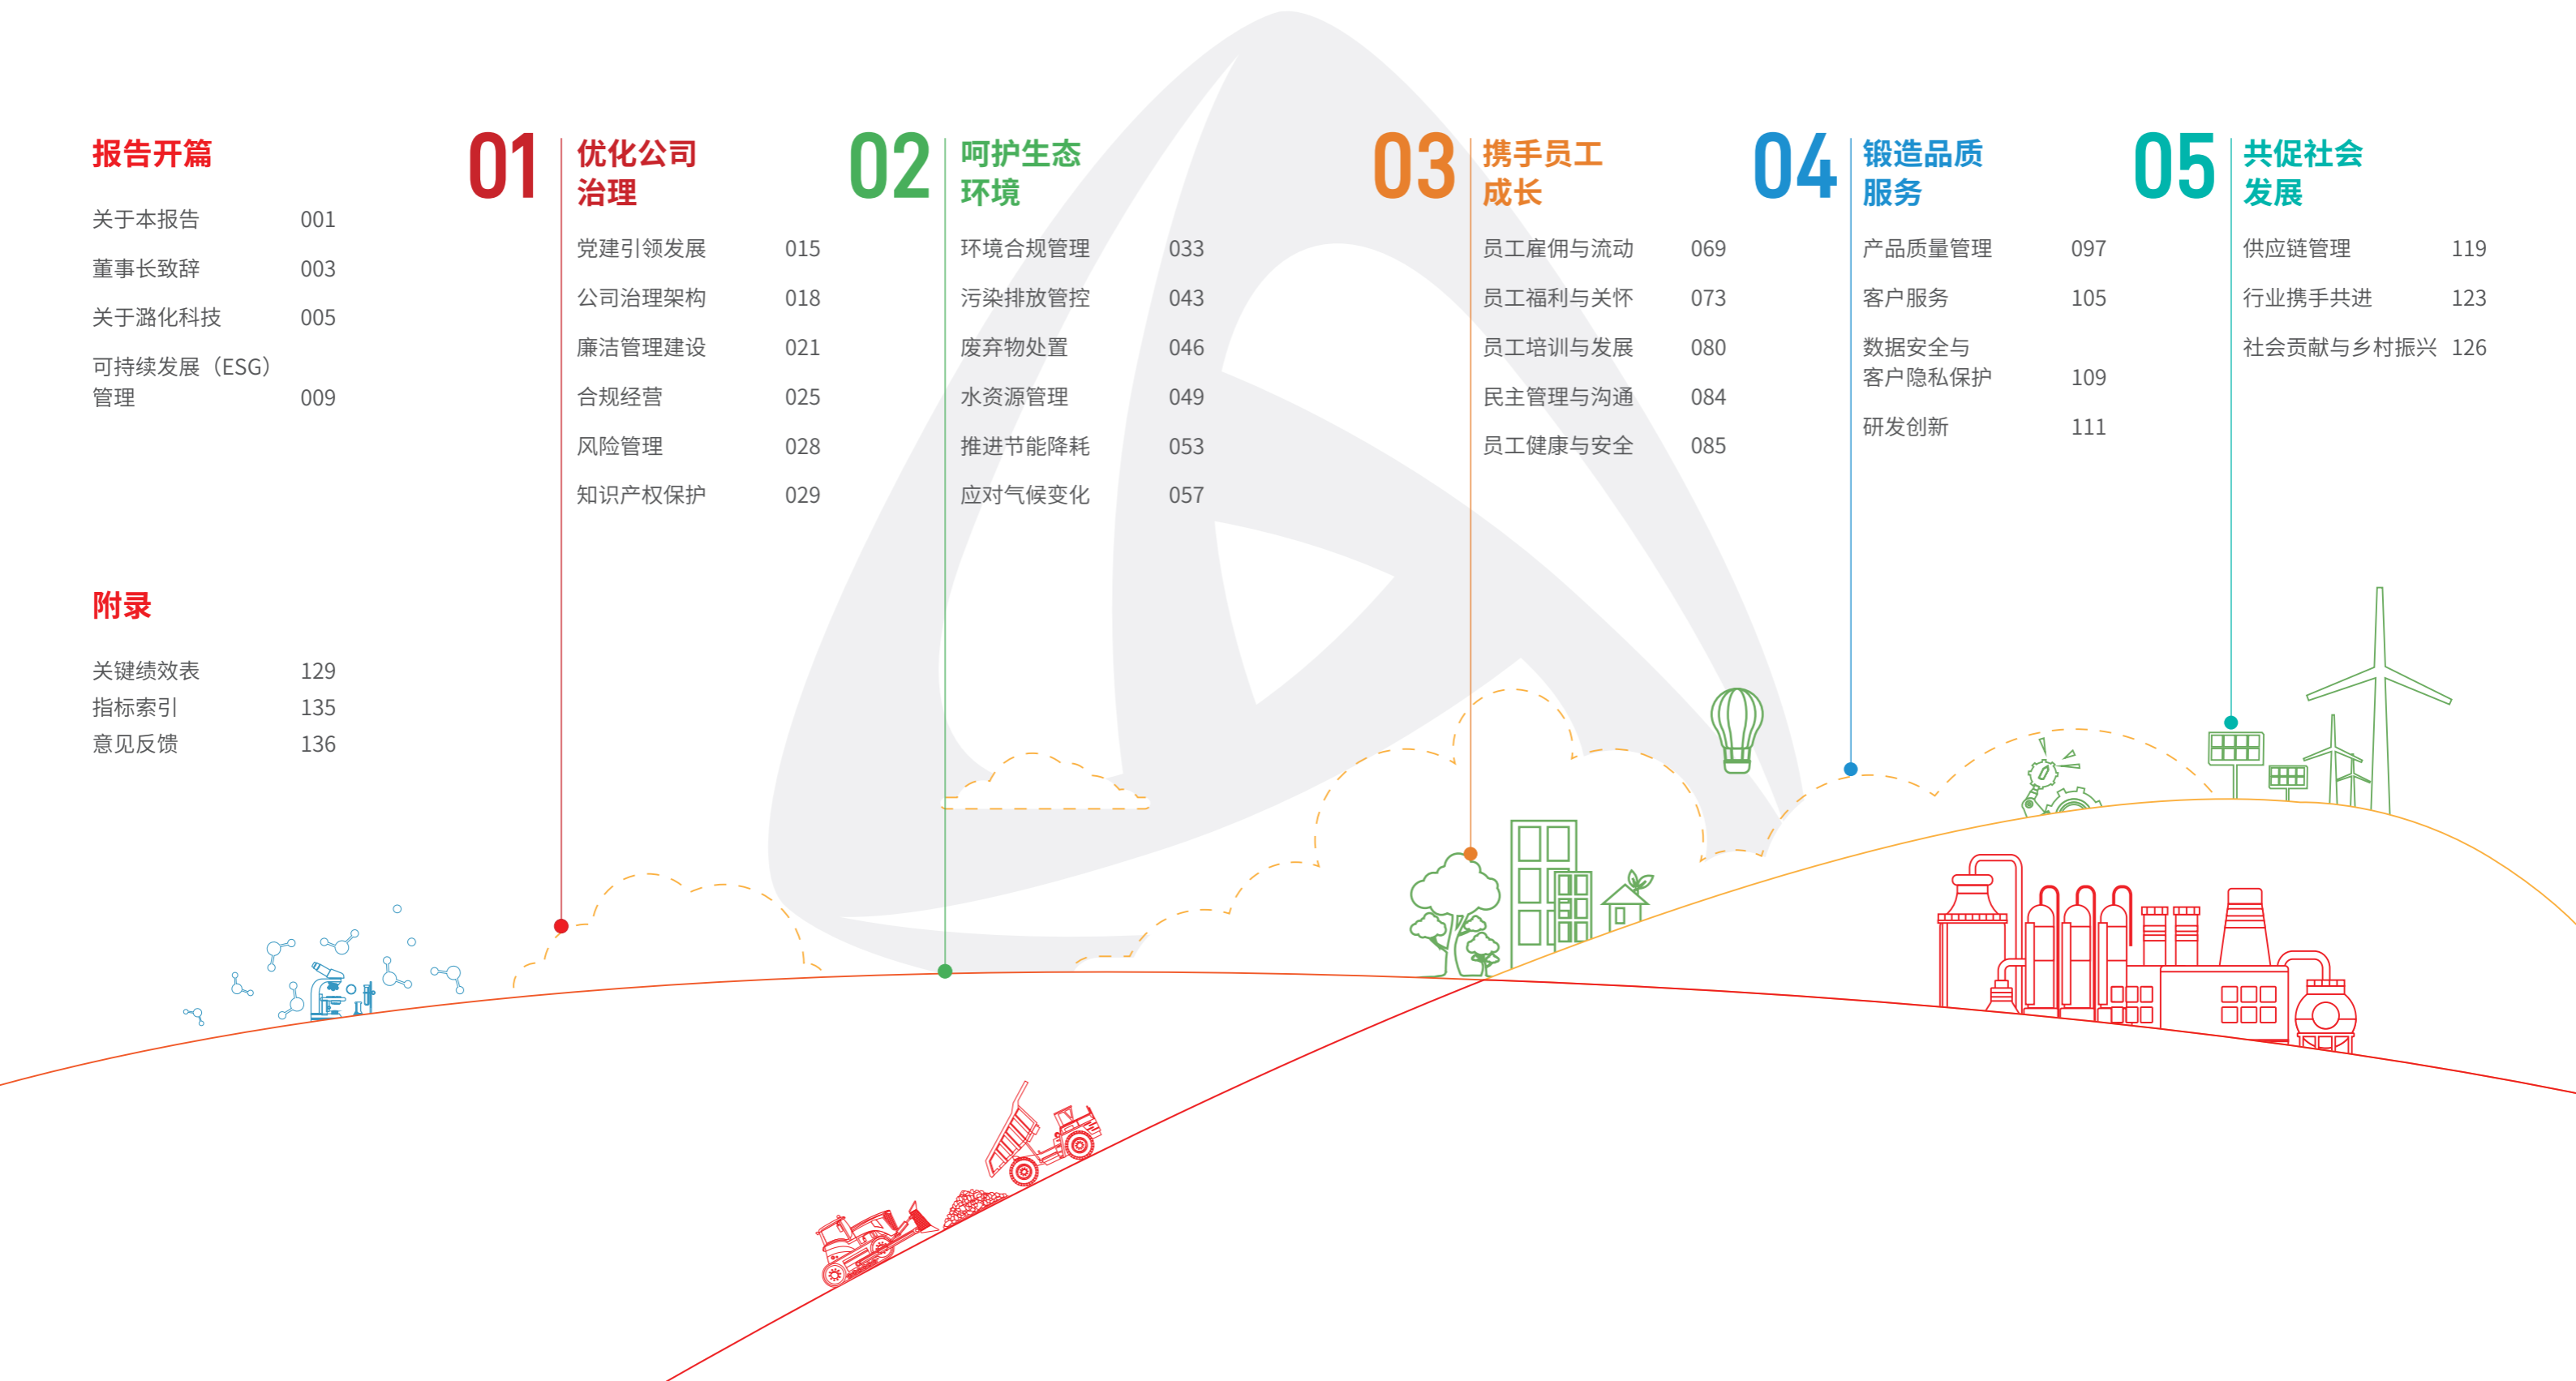 报告开篇
关于本报告 001
董事长致辞 003
关于潞化科技 005
可持续发展（ESG）
管理 009
附录
关键绩效表 129
指标索引 135
意见反馈 136
01
优化公司
治理
党建引领发展 015
公司治理架构 018
廉洁管理建设 021
合规经营 025
风险管理 028
知识产权保护 029
02
呵护生态
环境
环境合规管理 033
污染排放管控 043
废弃物处置 046
水资源管理 049
推进节能降耗 053
应对气候变化 057
03
携手员工
成长
员工雇佣与流动 069
员工福利与关怀 073
员工培训与发展 080
民主管理与沟通 084
员工健康与安全 085
04
锻造品质
服务
产品质量管理 097
客户服务 105
数据安全与
客户隐私保护 109
研发创新 111
05
共促社会
发展
供应链管理 119
行业携手共进 123
社会贡献与乡村振兴 126